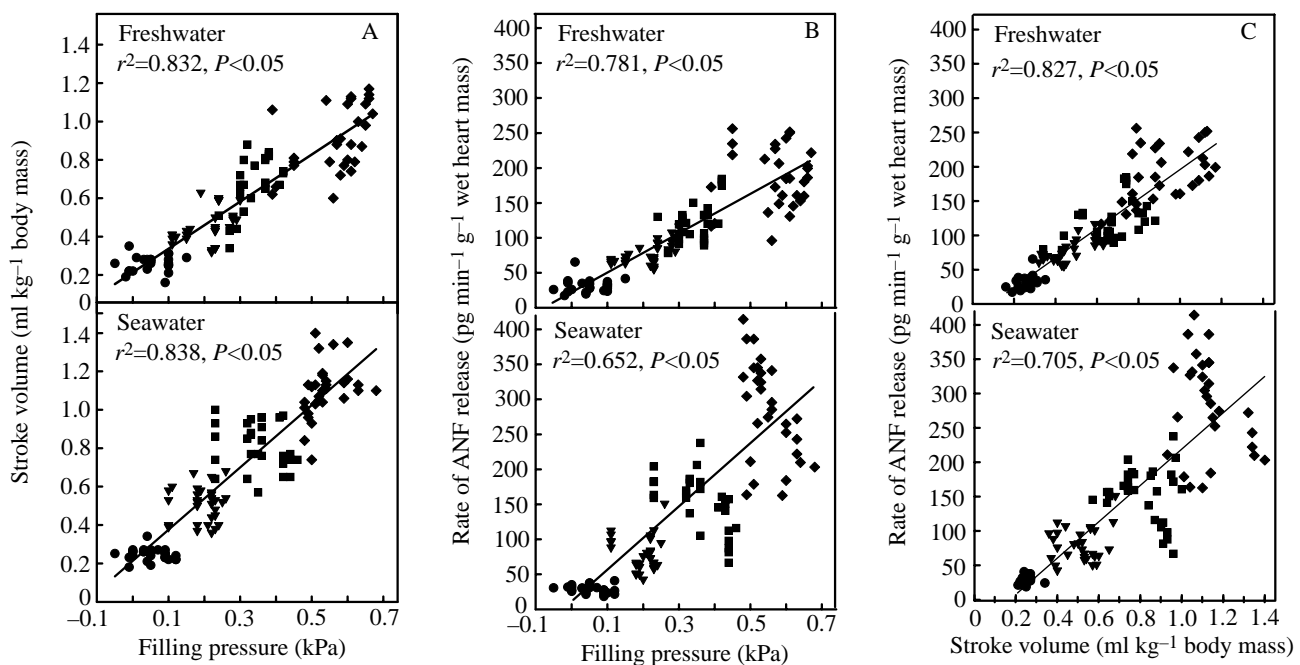 A
Freshwater
r²=0.832, P<0.05
1.4
1.2
1.0
0.8
0.6
0.4
0.2
0
Seawater
r²=0.838, P<0.05
1.4
1.2
1.0
0.8
0.6
0.4
0.2
0
–0.1 0.1 0.3 0.5 0.7
Filling pressure (kPa)
Stroke volume (ml kg⁻¹ body mass)
B
Freshwater
r²=0.781, P<0.05
400
350
300
250
200
150
100
50
0
Seawater
r²=0.652, P<0.05
400
350
300
250
200
150
100
50
0
–0.1 0.1 0.3 0.5 0.7
Filling pressure (kPa)
Rate of ANF release (pg min⁻¹ g⁻¹ wet heart mass)
C
Freshwater
r²=0.827, P<0.05
400
350
300
250
200
150
100
50
0
Seawater
r²=0.705, P<0.05
400
350
300
250
200
150
100
50
0
0 0.2 0.4 0.6 0.8 1.0 1.2 1.4
Stroke volume (ml kg⁻¹ body mass)
Rate of ANF release (pg min⁻¹ g⁻¹ wet heart mass)